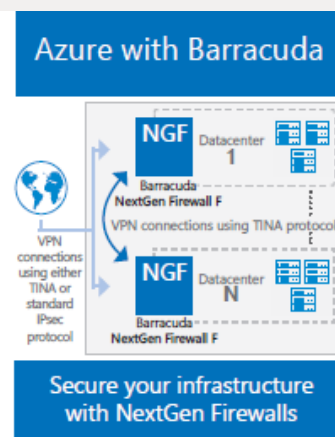 Azure with Barracuda
NGF
Datacenter
1
Barracuda
NextGen Firewall F
VPN connections using TINA protocol
VPN
connections
using either
TINA or
standard
IPsec
protocol
NGF
Datacenter
N
Barracuda
NextGen Firewall F
Secure your infrastructure
with NextGen Firewalls